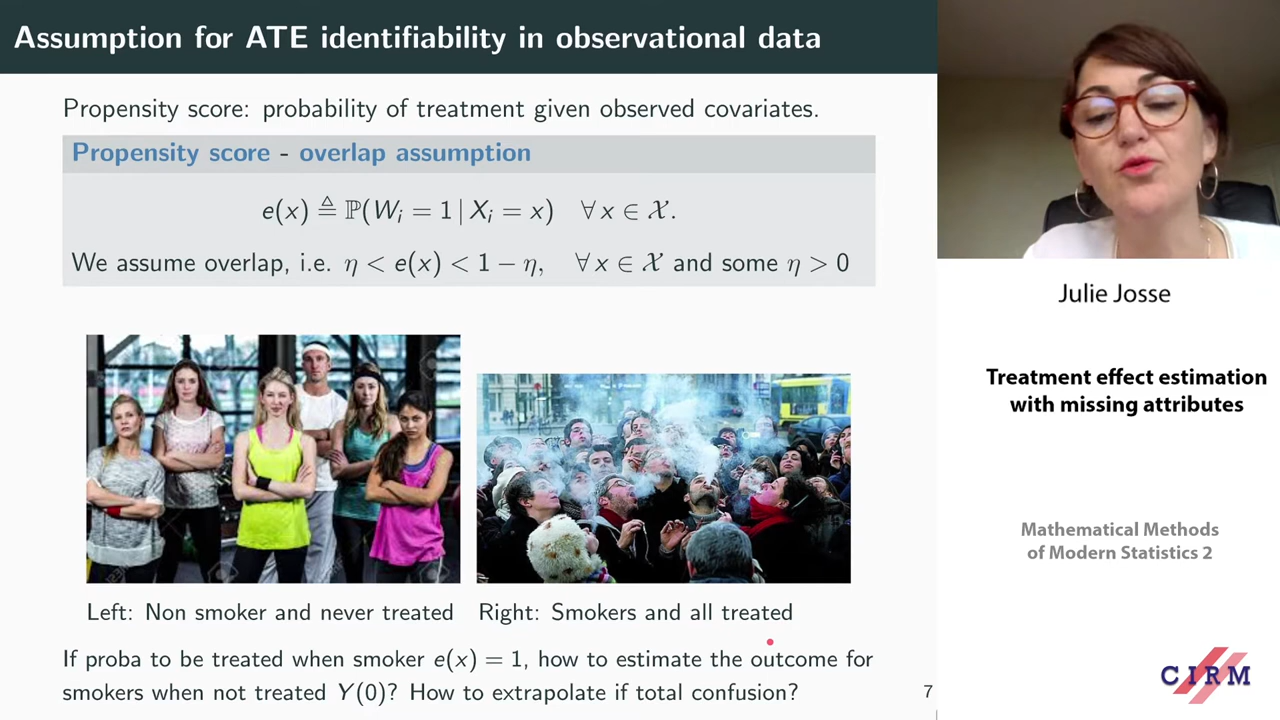 Assumption for ATE identifiability in observational data
Propensity score: probability of treatment given observed covariates.
Propensity score - overlap assumption
e(x) ≜ ℙ(Wᵢ = 1 | Xᵢ = x) ∀ x ∈ 𝒳.
We assume overlap, i.e. η < e(x) < 1 − η, ∀ x ∈ 𝒳 and some η > 0
Left: Non smoker and never treated
Right: Smokers and all treated
If proba to be treated when smoker e(x) = 1, how to estimate the outcome for
smokers when not treated Y(0)? How to extrapolate if total confusion?
7
Julie Josse
Treatment effect estimation
with missing attributes
Mathematical Methods
of Modern Statistics 2
CIRM